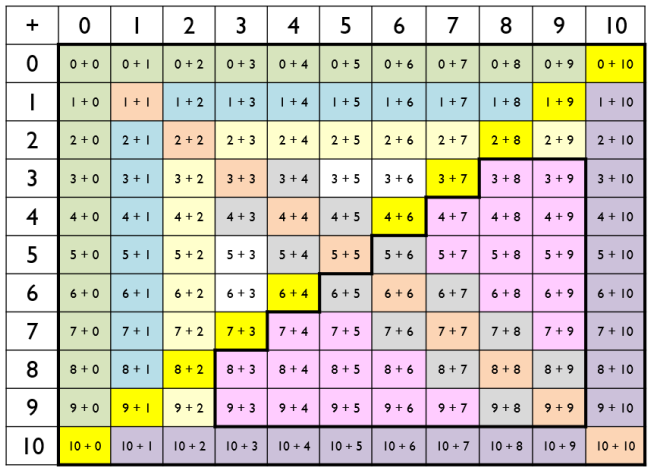 + 0 1 2 3 4 5 6 7 8 9 10
0 0 + 0 0 + 1 0 + 2 0 + 3 0 + 4 0 + 5 0 + 6 0 + 7 0 + 8 0 + 9 0 + 10
1 1 + 0 1 + 1 1 + 2 1 + 3 1 + 4 1 + 5 1 + 6 1 + 7 1 + 8 1 + 9 1 + 10
2 2 + 0 2 + 1 2 + 2 2 + 3 2 + 4 2 + 5 2 + 6 2 + 7 2 + 8 2 + 9 2 + 10
3 3 + 0 3 + 1 3 + 2 3 + 3 3 + 4 3 + 5 3 + 6 3 + 7 3 + 8 3 + 9 3 + 10
4 4 + 0 4 + 1 4 + 2 4 + 3 4 + 4 4 + 5 4 + 6 4 + 7 4 + 8 4 + 9 4 + 10
5 5 + 0 5 + 1 5 + 2 5 + 3 5 + 4 5 + 5 5 + 6 5 + 7 5 + 8 5 + 9 5 + 10
6 6 + 0 6 + 1 6 + 2 6 + 3 6 + 4 6 + 5 6 + 6 6 + 7 6 + 8 6 + 9 6 + 10
7 7 + 0 7 + 1 7 + 2 7 + 3 7 + 4 7 + 5 7 + 6 7 + 7 7 + 8 7 + 9 7 + 10
8 8 + 0 8 + 1 8 + 2 8 + 3 8 + 4 8 + 5 8 + 6 8 + 7 8 + 8 8 + 9 8 + 10
9 9 + 0 9 + 1 9 + 2 9 + 3 9 + 4 9 + 5 9 + 6 9 + 7 9 + 8 9 + 9 9 + 10
10 10 + 0 10 + 1 10 + 2 10 + 3 10 + 4 10 + 5 10 + 6 10 + 7 10 + 8 10 + 9 10 + 10